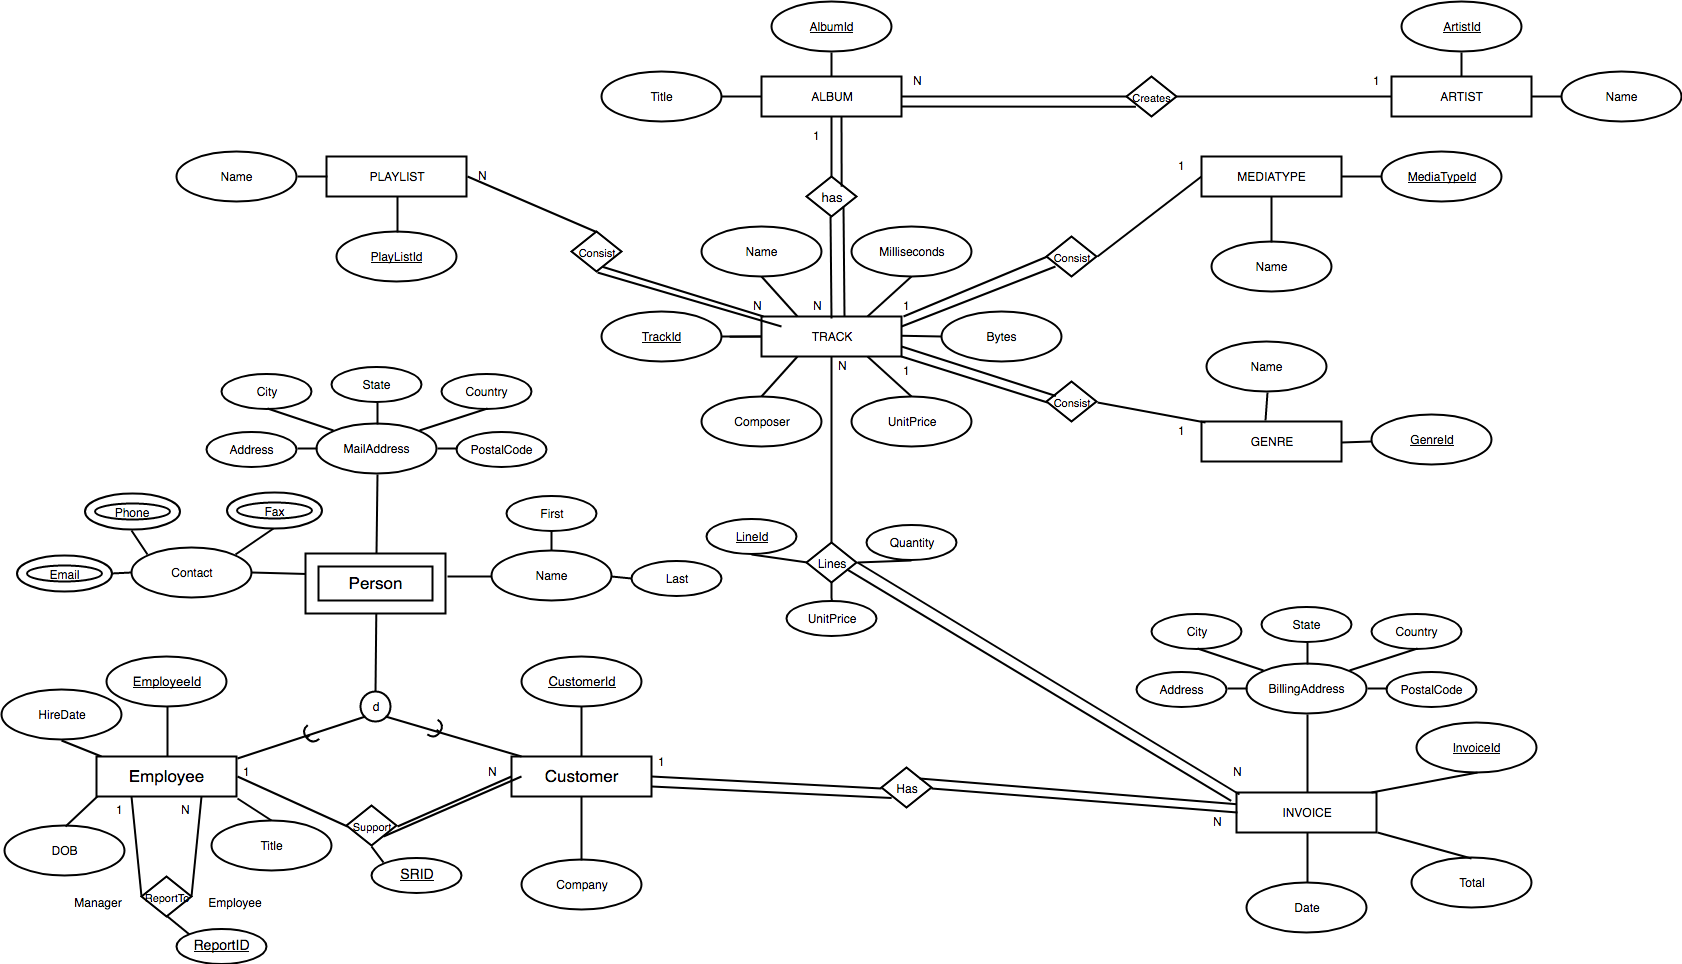 AlbumId
ArtistId
Title
ALBUM
N
Creates
1
ARTIST
Name
1
Name
PLAYLIST
N
has
1
MEDIATYPE
MediaTypeId
PlayListId
Consist
Name
Milliseconds
Consist
Name
N
N
1
TrackId
TRACK
Bytes
N
1
Name
City
State
Country
Composer
UnitPrice
Consist
1
GENRE
GenreId
Address
MailAddress
PostalCode
Phone
Fax
First
LineId
Quantity
Email
Contact
Person
Name
Last
Lines
UnitPrice
City
State
Country
EmployeeId
CustomerId
Address
BillingAddress
PostalCode
HireDate
d
InvoiceId
Employee
1
N
Customer
1
N
1
N
Has
INVOICE
N
Support
DOB
Title
SRID
Company
Total
Manager
ReportTo
Employee
Date
ReportID